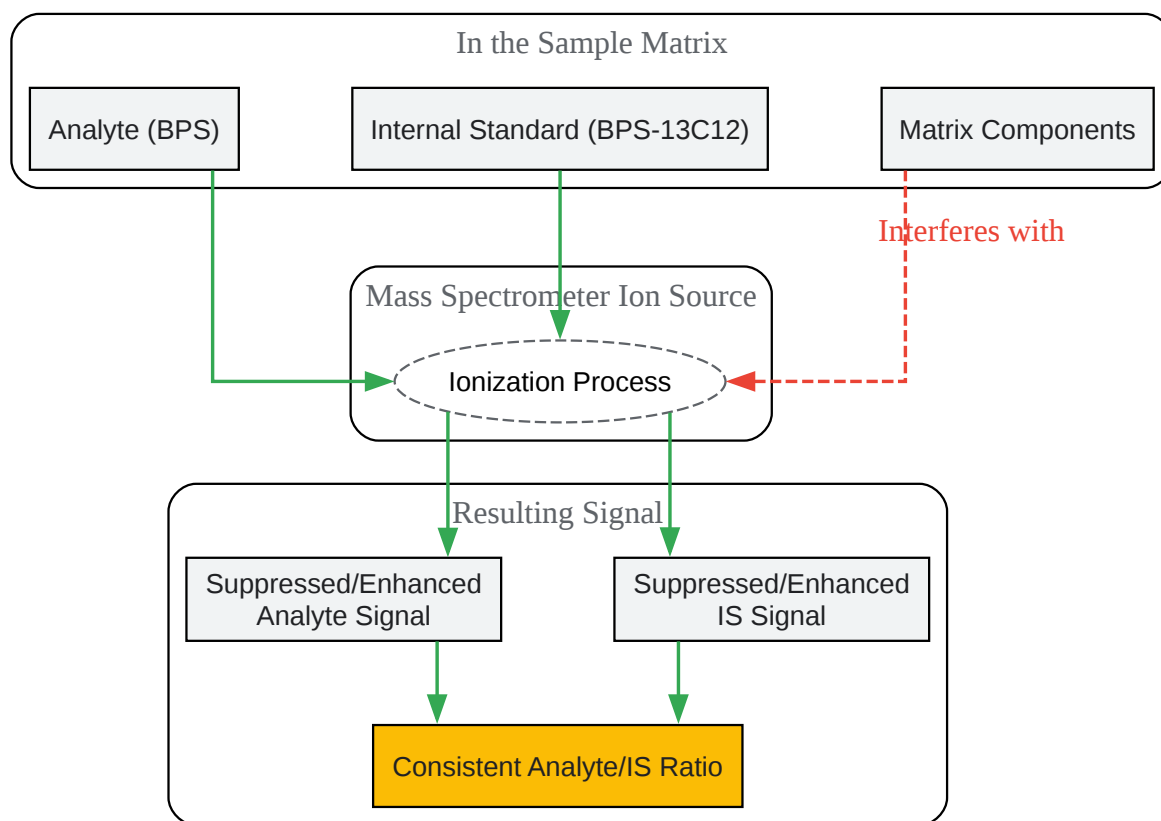 In the Sample Matrix
Analyte (BPS)
Internal Standard (BPS-13C12)
Matrix Components
Interferes with
Mass Spectrometer Ion Source
Ionization Process
Resulting Signal
Suppressed/Enhanced
Analyte Signal
Suppressed/Enhanced
IS Signal
Consistent Analyte/IS Ratio